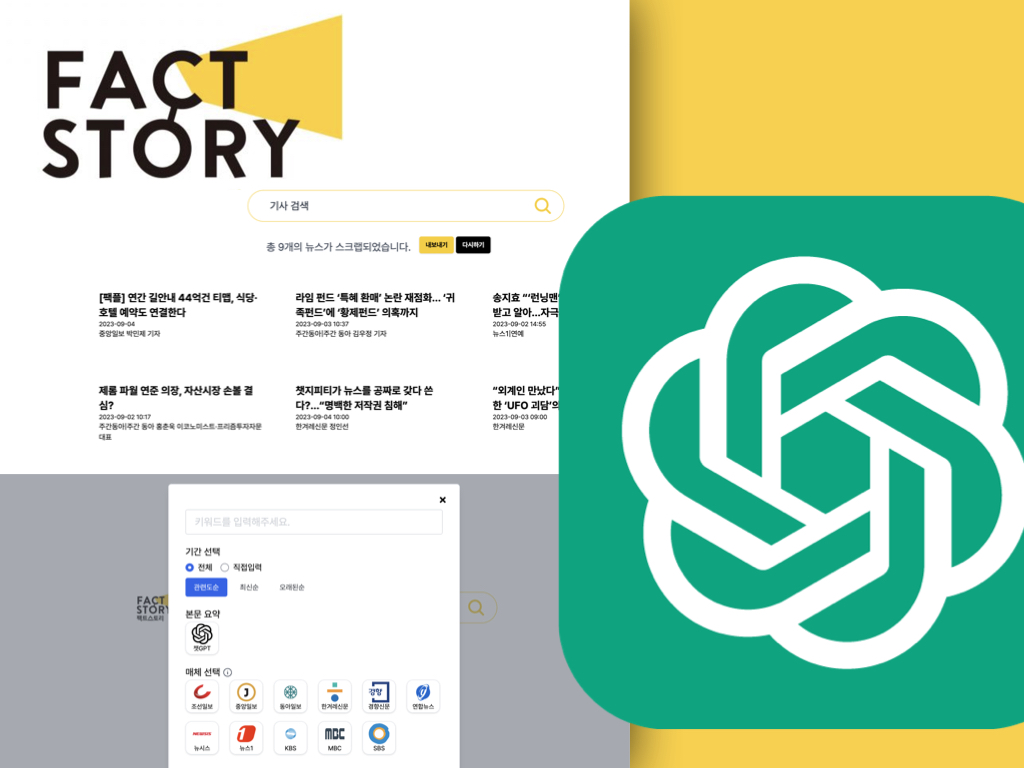 FACT
STORY
기사 검색
총 9개의 뉴스가 스크랩되었습니다.
내보내기
다시하기
[팩플] 연간 길안내 44억건 티맵, 식당·
호텔 예약도 연결한다
2023-09-04
중앙일보 박민제 기자
라임 펀드 ‘특혜 환매’ 논란 재점화... ‘귀
족펀드’에 ‘황제펀드’ 의혹까지
2023-09-03 10:37
주간동아|주간 동아 김우정 기자
송지효 “‘런닝맨
받고 알아...자극
2023-09-02 14:55
뉴스1|연예
제롬 파월 연준 의장, 자산시장 손볼 결
심?
2023-09-02 10:17
주간동아|주간 동아 홍춘욱 이코노미스트·프리즘투자자문
대표
챗지피티가 뉴스를 공짜로 갖다 쓴
다?...“명백한 저작권 침해”
2023-09-04 10:00
한겨레신문 정인선
“외계인 만났다”
한 ‘UFO 괴담’의
2023-09-03 09:00
한겨레신문
키워드를 입력해주세요.
기간 선택
전체
직접입력
관련도순
최신순
오래된순
FACT
STORY
팩트스토리
본문 요약
챗GPT
매체 선택
조선일보
중앙일보
동아일보
한겨레신문
경향
경향신문
연합뉴스
NEWSIS
뉴시스
뉴스1
KBS
MBC
MBC
SBS